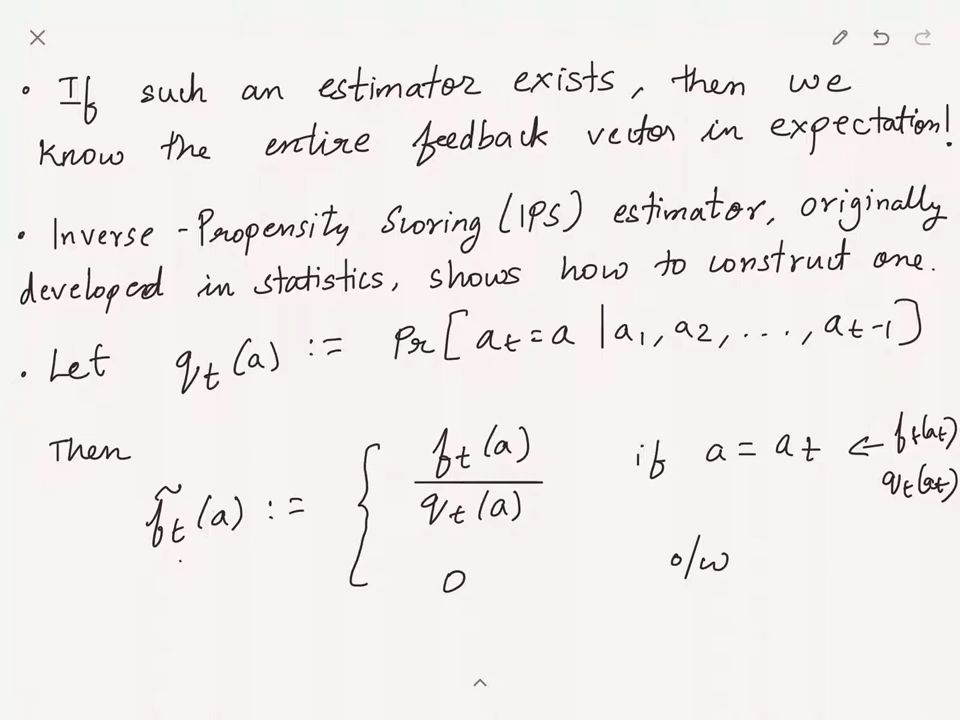 • If such an estimator exists, then we
know the entire feedback vector in expectation!
• Inverse-Propensity Scoring (IPS) estimator, originally
developed in statistics, shows how to construct one.
• Let q_t(a) := Pr[a_t = a | a_1, a_2, ..., a_{t-1}]
Then
f̃_t(a) := { f_t(a) / q_t(a) if a = a_t ← f_t(a_t) q_t(a_t)
0 o/w